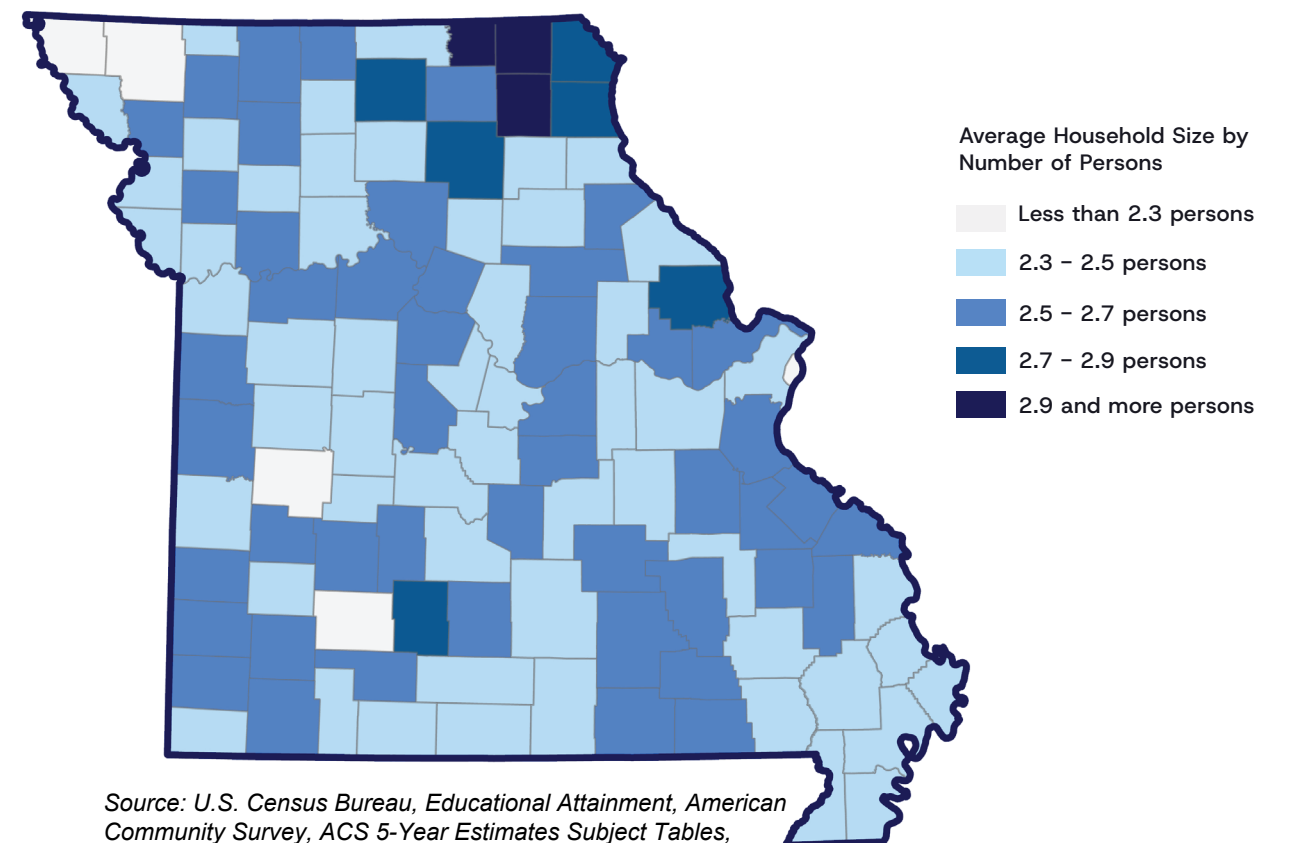 Average Household Size by
Number of Persons
Less than 2.3 persons
2.3 – 2.5 persons
2.5 – 2.7 persons
2.7 – 2.9 persons
2.9 and more persons
Source: U.S. Census Bureau, Educational Attainment, American
Community Survey, ACS 5-Year Estimates Subject Tables,